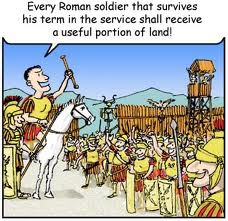 Every Roman soldier that survives
his term in the service shall receive
a useful portion of land!